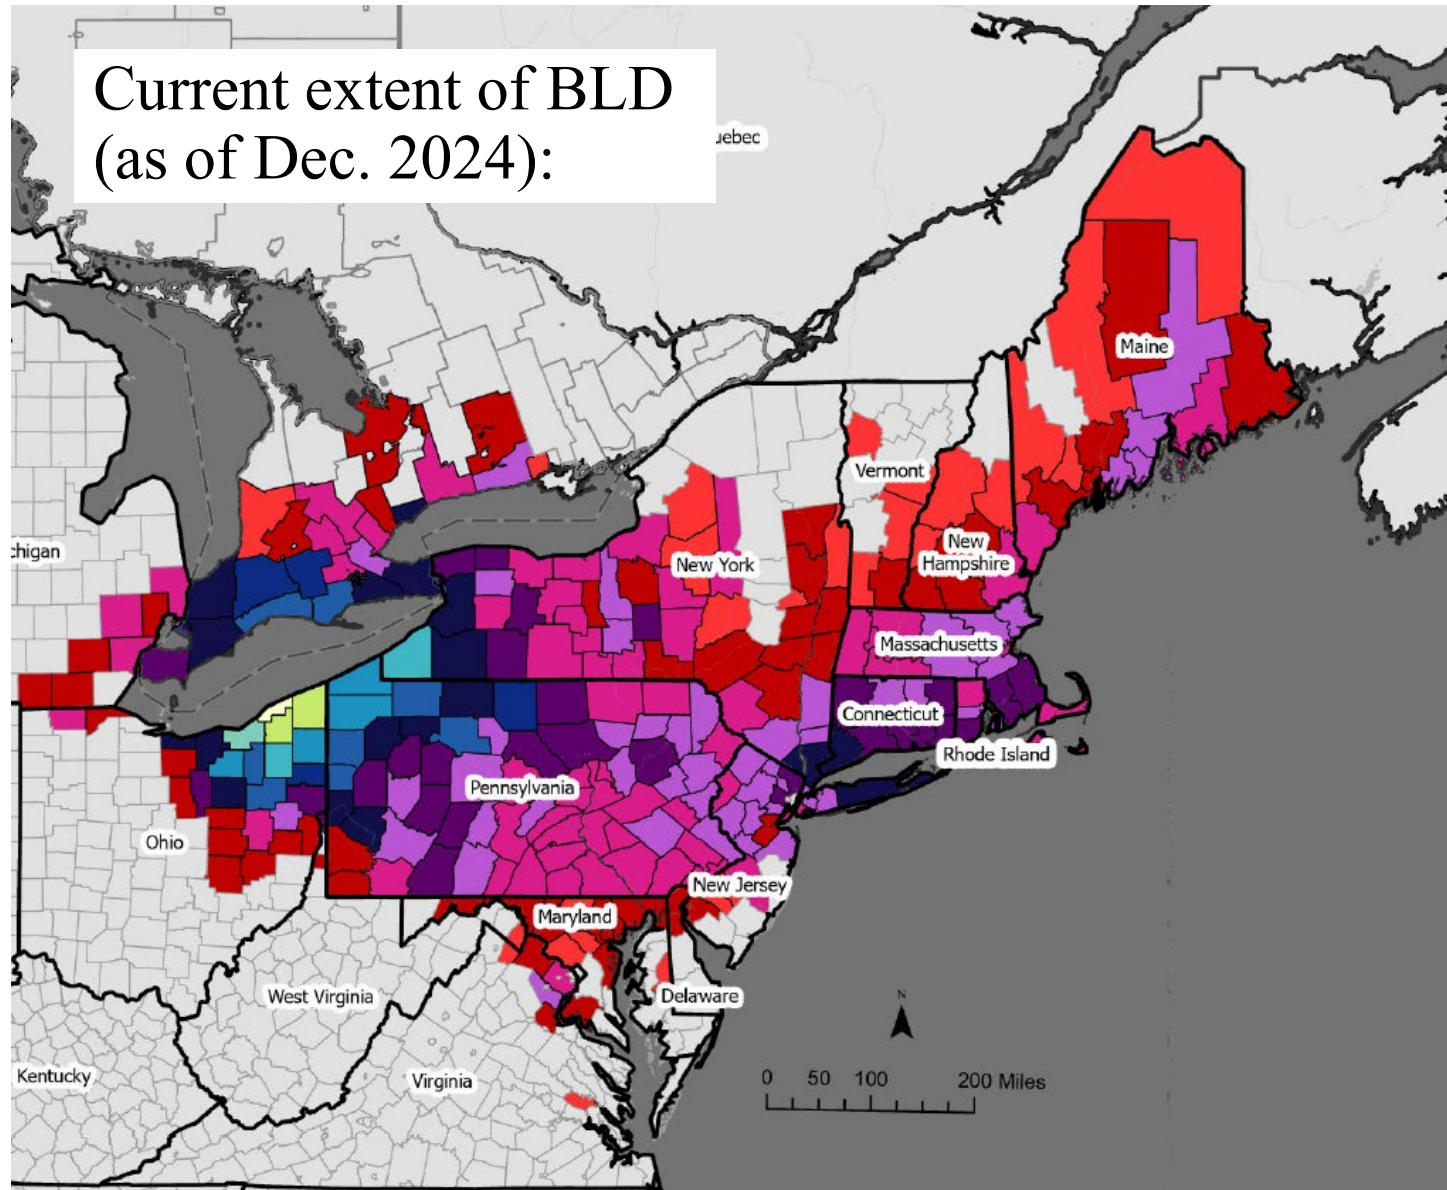 Current extent of BLD
(as of Dec. 2024):
uebec
Maine
Vermont
chigan
New York
New
Hampshire
Massachusetts
Connecticut
Rhode Island
Pennsylvania
Ohio
New Jersey
Maryland
West Virginia
Delaware
N
Kentucky
Virginia
0 50 100 200 Miles